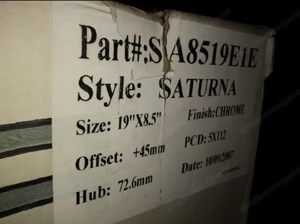 Part#:SA8519E1E
Style: SATURNA
Size: 19"X8.5" Finish:CHROME
Offset: +45mm PCD: 5X112
Hub: 72.6mm Date: 10/09/2007